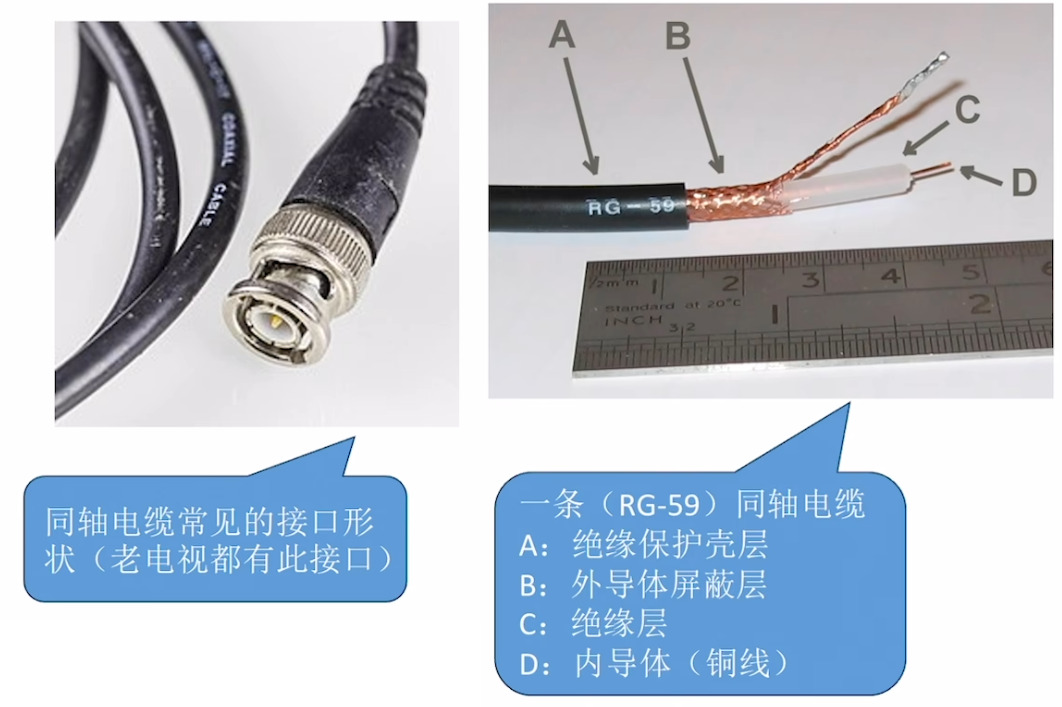 COAXIAL CABLE
同轴电缆常见的接口形
状（老电视都有此接口）
A
B
C
D
RG-59
1/2mm 1 2 3 4 5 6
Standard at 20°C
INCH 32 1 2
一条（RG-59）同轴电缆
A：绝缘保护壳层
B：外导体屏蔽层
C：绝缘层
D：内导体（铜线）